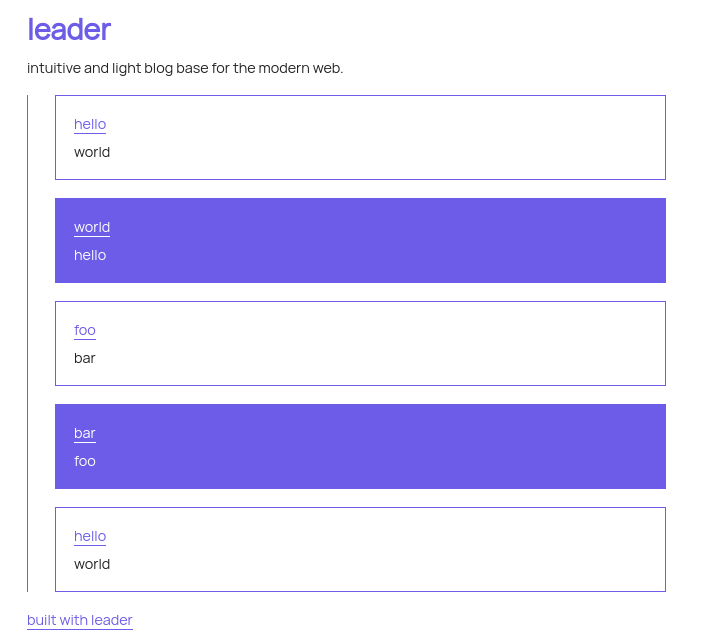 leader
intuitive and light blog base for the modern web.
hello
world
world
hello
foo
bar
bar
foo
hello
world
built with leader